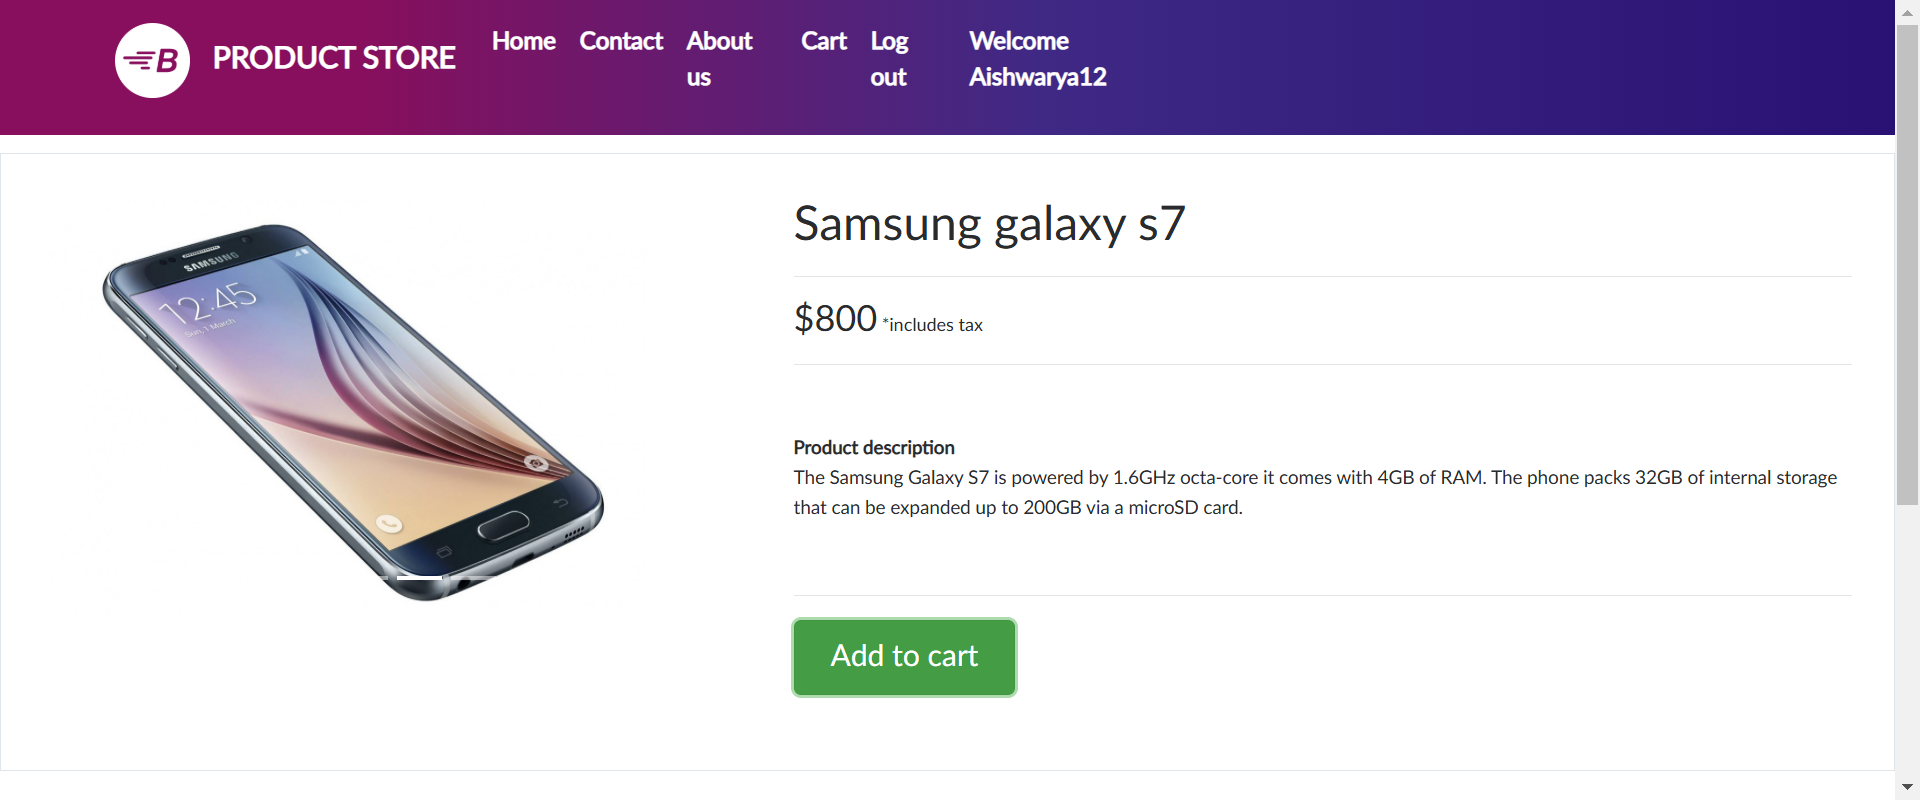 B PRODUCT STORE
Home Contact About us Cart Log out Welcome Aishwarya12
SAMSUNG
12:45
Sun, 1 March
Samsung galaxy s7
$800 *includes tax
Product description
The Samsung Galaxy S7 is powered by 1.6GHz octa-core it comes with 4GB of RAM. The phone packs 32GB of internal storage
that can be expanded up to 200GB via a microSD card.
Add to cart